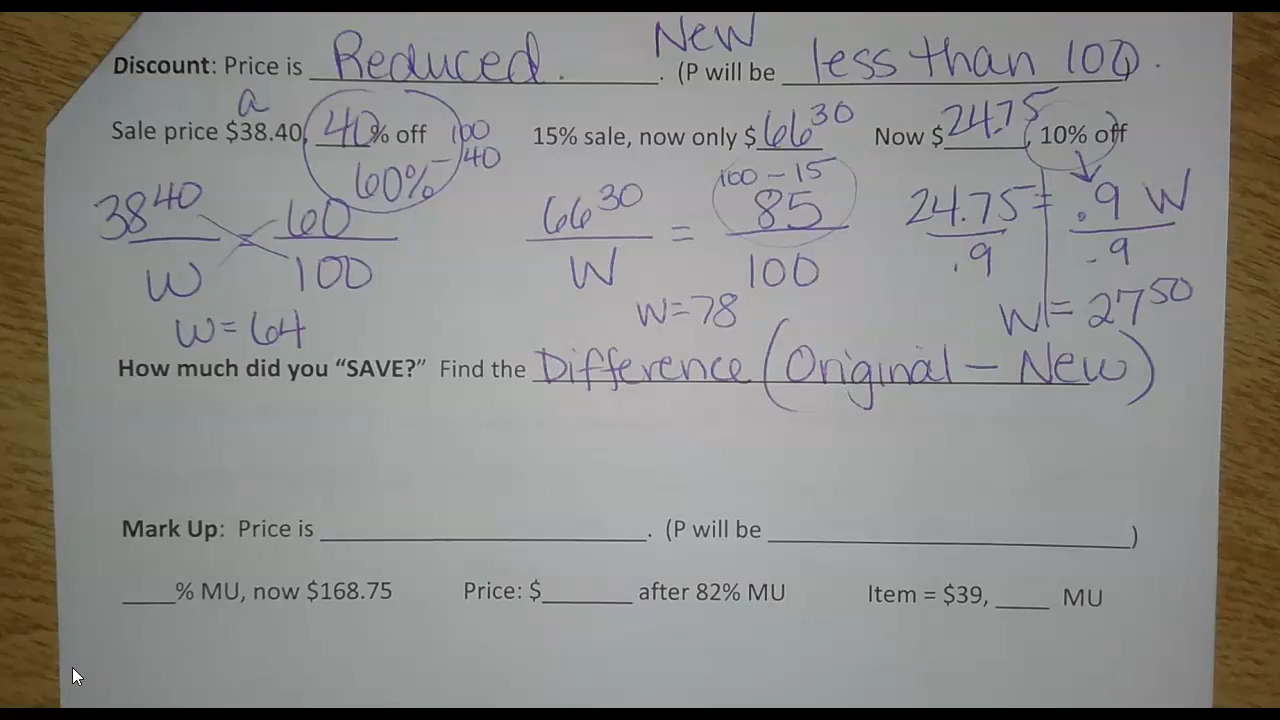 New
Discount: Price is Reduced. (P will be less than 100.
a
Sale price $38.40, 40% off 100
-40
60%
15% sale, now only $66 30
Now $24.75, 10% off
38 40 60
W 100
W = 64
100 - 15
66 30 = 85
W 100
W = 78
24.75 = .9 W
.9 .9
W = 27 50
How much did you “SAVE?” Find the Difference (Original - New)
Mark Up: Price is ____. (P will be ____)
____% MU, now $168.75 Price: $____ after 82% MU Item = $39, ____ MU